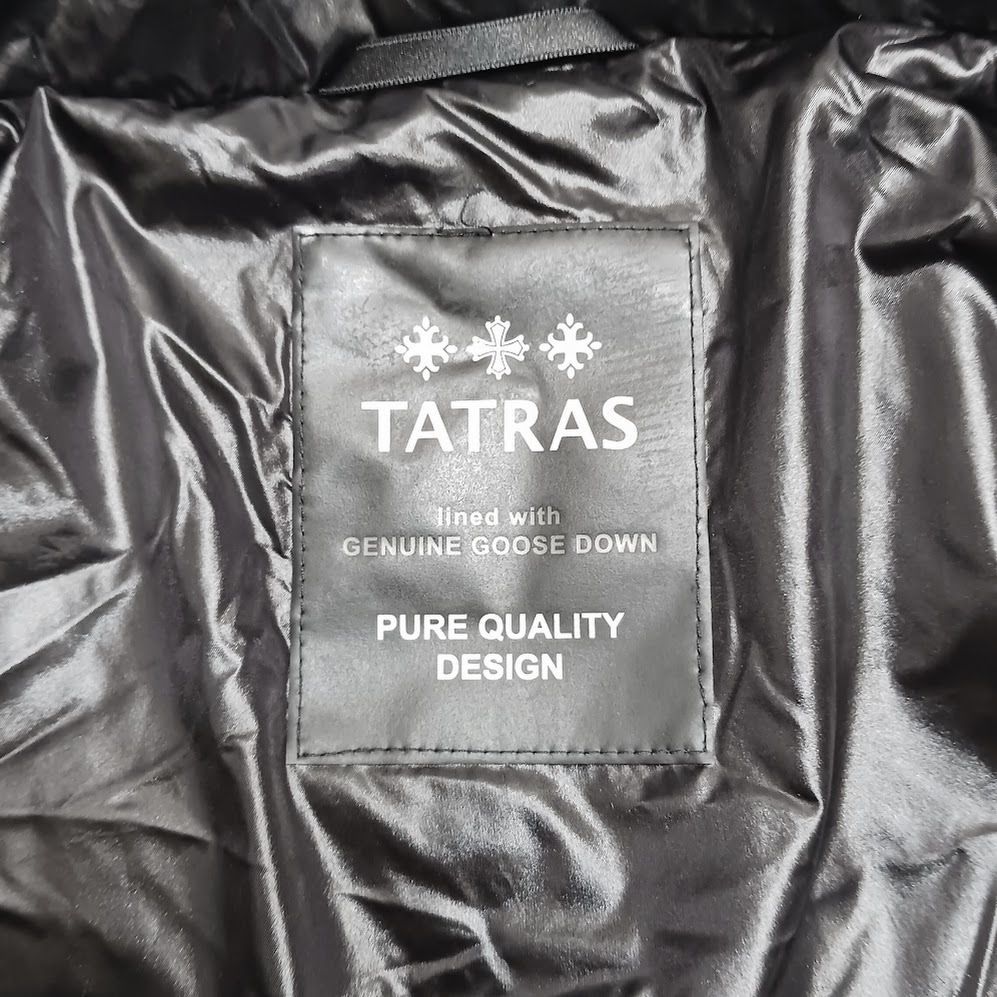 TATRAS
lined with
GENUINE GOOSE DOWN
PURE QUALITY
DESIGN